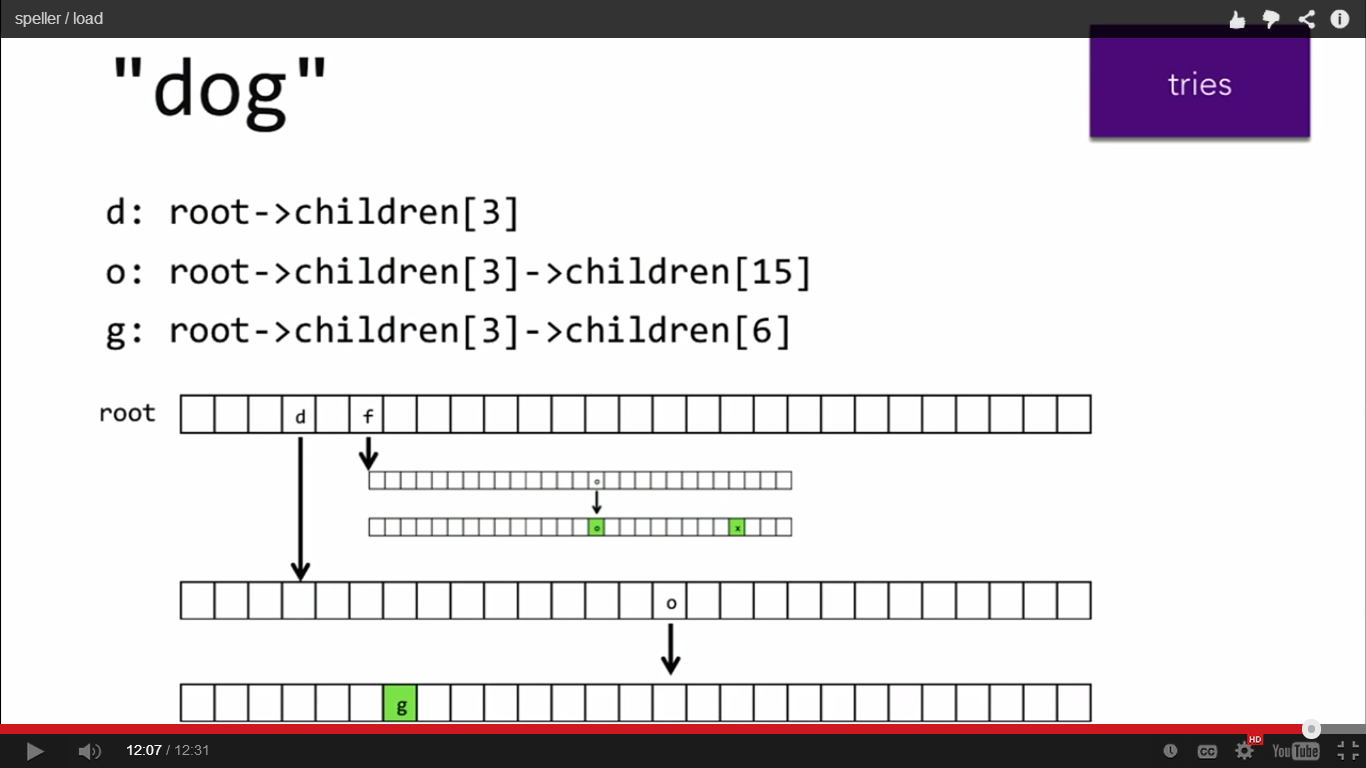 speller / load
"dog"
tries
d: root->children[3]
o: root->children[3]->children[15]
g: root->children[3]->children[6]
root
d f
o
o x
o
g
12:07 / 12:31
CC
HD
YouTube